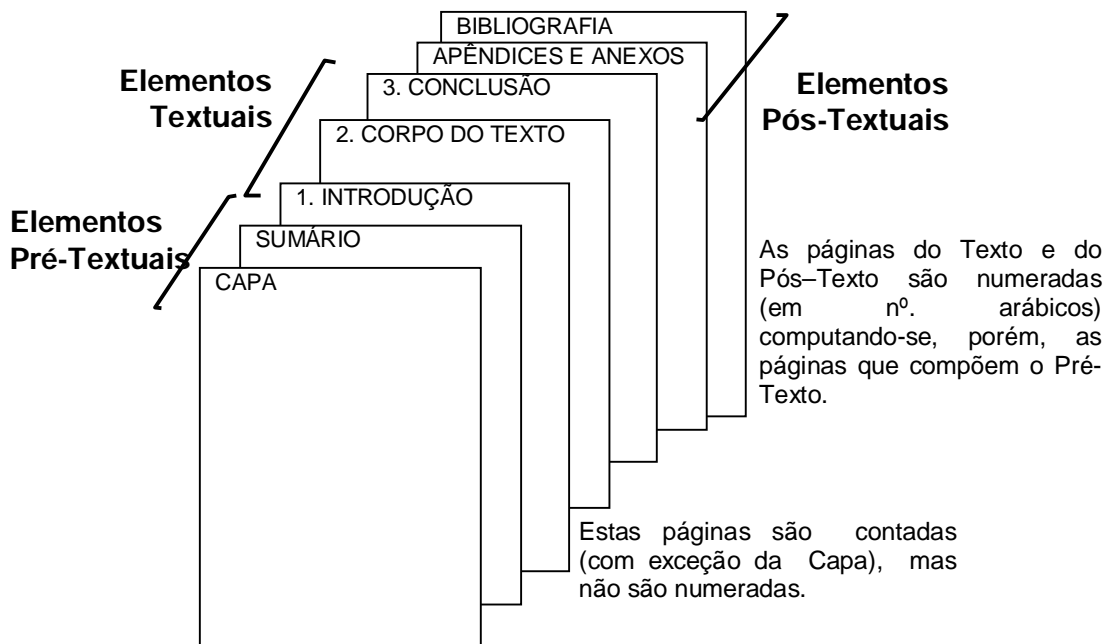 BIBLIOGRAFIA
APÊNDICES E ANEXOS
3. CONCLUSÃO
2. CORPO DO TEXTO
1. INTRODUÇÃO
SUMÁRIO
CAPA
Elementos
Textuais
Elementos
Pré-Textuais
Elementos
Pós-Textuais
As páginas do Texto e do
Pós–Texto são numeradas
(em nº. arábicos)
computando-se, porém, as
páginas que compõem o Pré-
Texto.
Estas páginas são contadas
(com exceção da Capa), mas
não são numeradas.